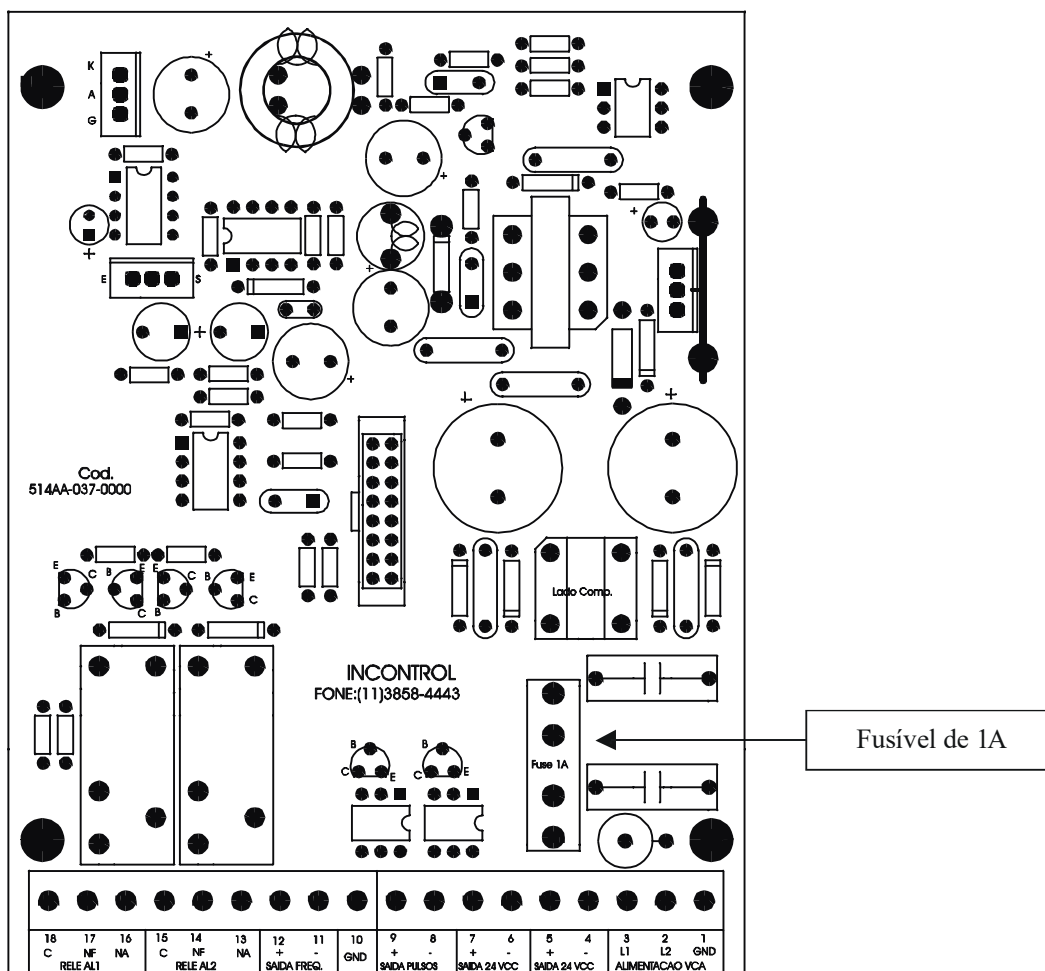 K
A
G
+
+
+
+
+
E S
+
+
+
+
+
Cod.
514AA-037-0000
E C B E E C B E
B C B C
Lado Comp.
INCONTROL
FONE:(11)3858-4443
B B
C E C E
Fuse 1A
Fusível de 1A
18 17 16 15 14 13 12 11 10 9 8 7 6 5 4 3 2 1
C NF NA C NF NA + - GND + - + - + - L1 L2 GND
RELE AL1 RELE AL2 SAIDA FREQ. SAIDA PULSOS SAIDA 24 VCC SAIDA 24 VCC ALIMENTACAO VCA